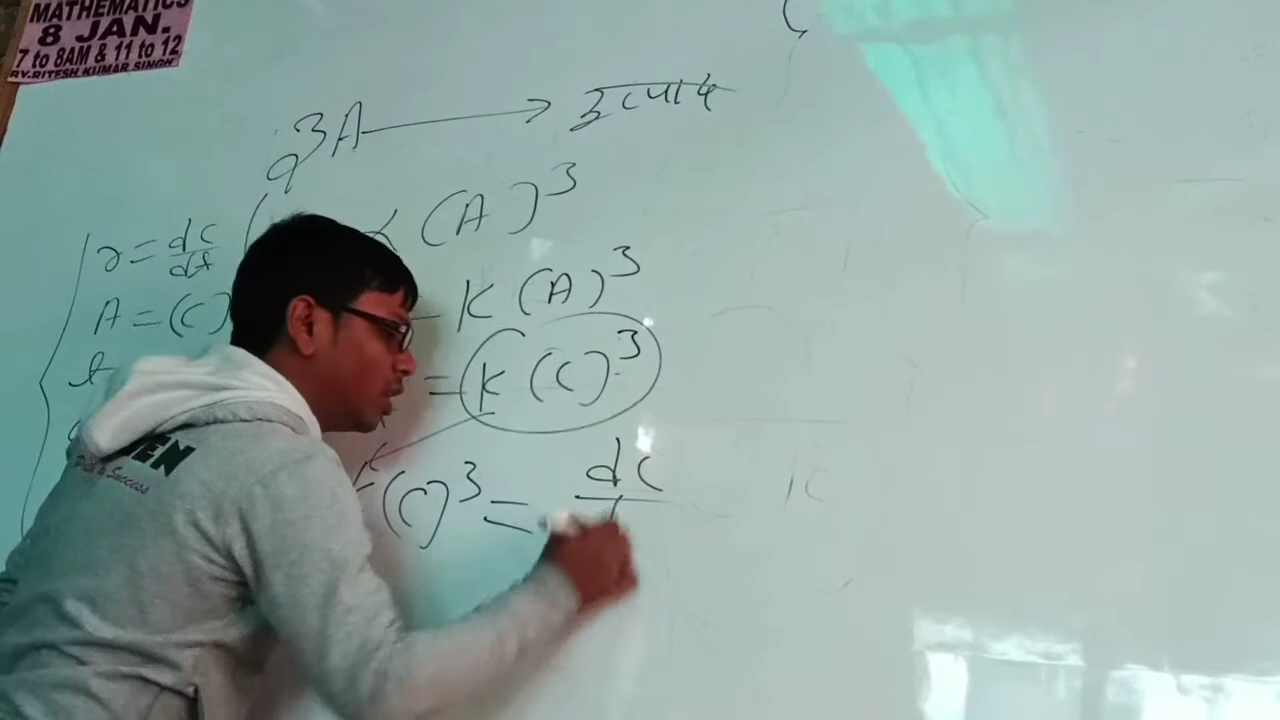 MATHEMATICS
8 JAN.
7 to 8AM & 11 to 12
BY.RITESH KUMAR SINGH
3A → उत्पाद
∝ (A)³
r = dc/dt
= K (A)³
A = (C)
= K (C)³
t
K (C)³ = dc/